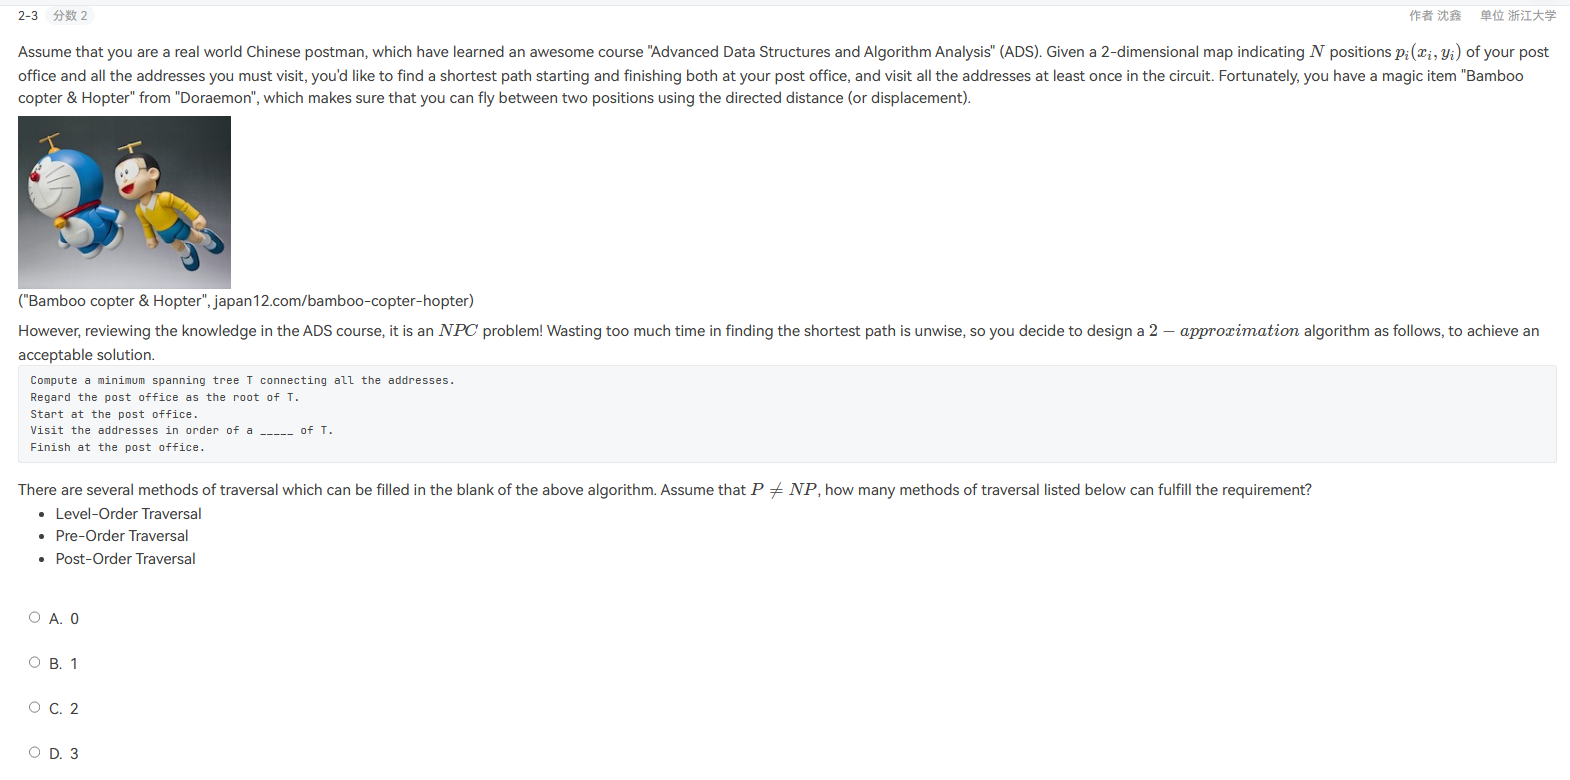 2-3 分数 2 作者 沈鑫 单位 浙江大学
Assume that you are a real world Chinese postman, which have learned an awesome course "Advanced Data Structures and Algorithm Analysis" (ADS). Given a 2-dimensional map indicating N positions pᵢ(xᵢ, yᵢ) of your post
office and all the addresses you must visit, you'd like to find a shortest path starting and finishing both at your post office, and visit all the addresses at least once in the circuit. Fortunately, you have a magic item "Bamboo
copter & Hopter" from "Doraemon", which makes sure that you can fly between two positions using the directed distance (or displacement).
("Bamboo copter & Hopter", japan12.com/bamboo-copter-hopter)
However, reviewing the knowledge in the ADS course, it is an NPC problem! Wasting too much time in finding the shortest path is unwise, so you decide to design a 2 − approximation algorithm as follows, to achieve an
acceptable solution.
Compute a minimum spanning tree T connecting all the addresses.
Regard the post office as the root of T.
Start at the post office.
Visit the addresses in order of a _____ of T.
Finish at the post office.
There are several methods of traversal which can be filled in the blank of the above algorithm. Assume that P ≠ NP, how many methods of traversal listed below can fulfill the requirement?
• Level-Order Traversal
• Pre-Order Traversal
• Post-Order Traversal
A. 0
B. 1
C. 2
D. 3